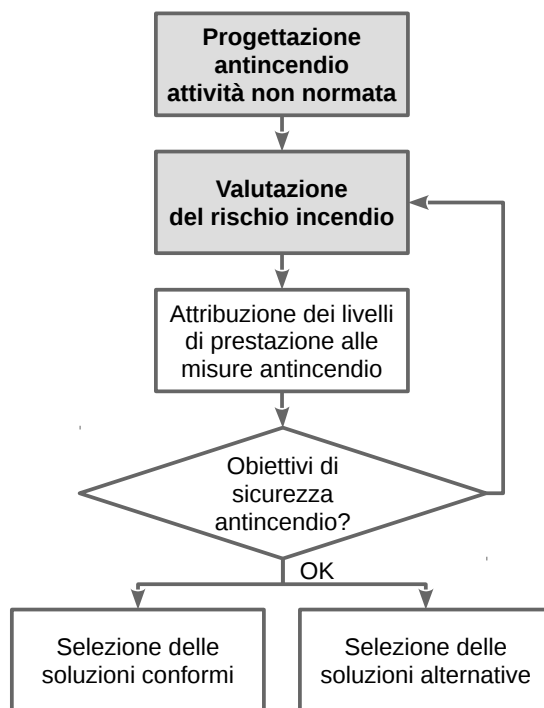 Progettazione
antincendio
attività non normata
Valutazione
del rischio incendio
Attribuzione dei livelli
di prestazione alle
misure antincendio
Obiettivi di
sicurezza
antincendio?
OK
Selezione delle
soluzioni conformi
Selezione delle
soluzioni alternative